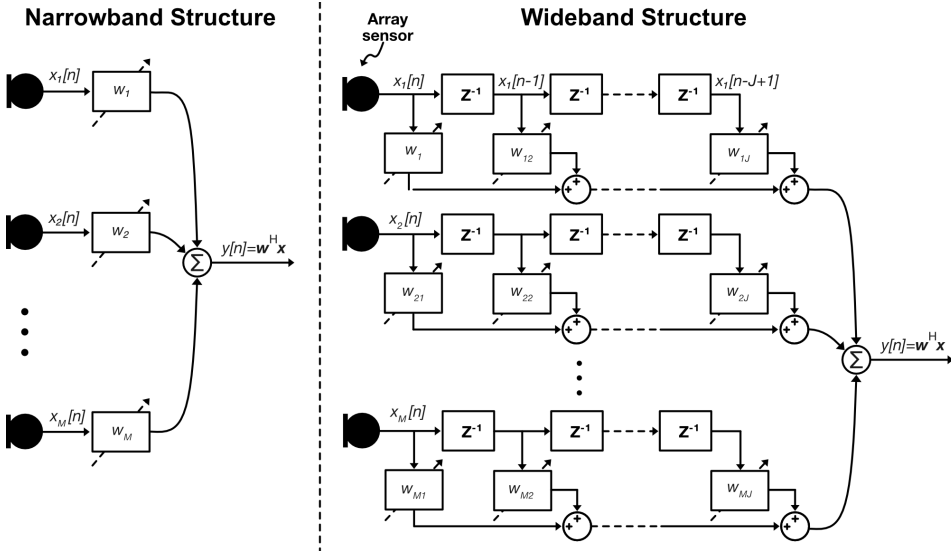 Narrowband Structure
x1[n]
w1
x2[n]
w2
Σ
y[n]=wᴴx
xM[n]
wM
Wideband Structure
Array
sensor
x1[n] Z⁻¹ x1[n-1] Z⁻¹ Z⁻¹ x1[n-J+1]
w1 w12 w1J
+ + + +
x2[n] Z⁻¹ Z⁻¹ Z⁻¹
w21 w22 w2J
+ + + +
Σ
y[n]=wᴴx
xM[n] Z⁻¹ Z⁻¹ Z⁻¹
wM1 wM2 wMJ
+ + + +